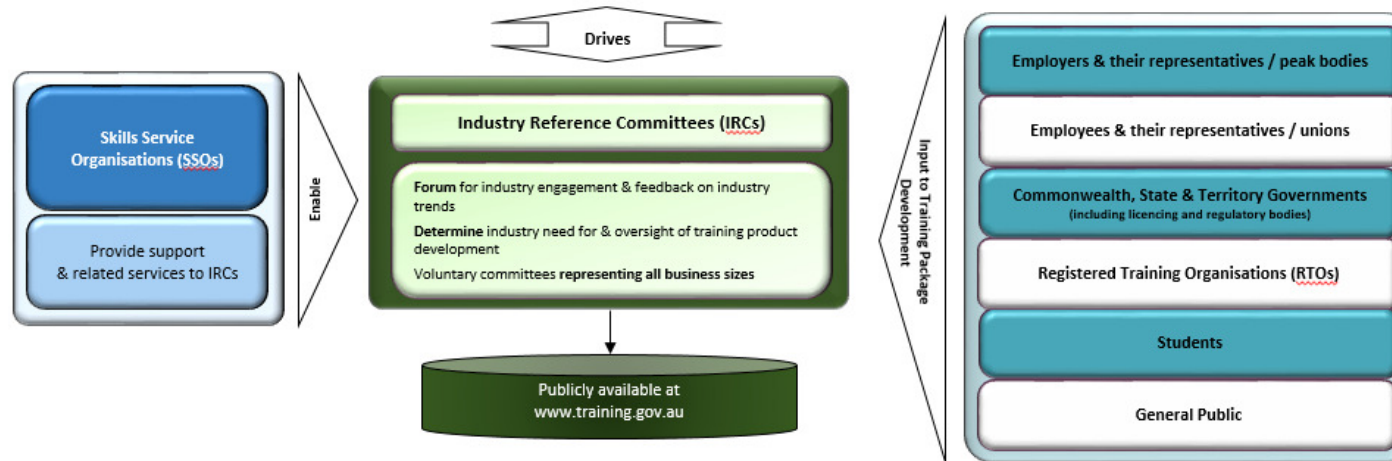 Drives
Skills Service
Organisations (SSOs)
Provide support
& related services to IRCs
Enable
Industry Reference Committees (IRCs)
Forum for industry engagement & feedback on industry
trends
Determine industry need for & oversight of training product
development
Voluntary committees representing all business sizes
Publicly available at
www.training.gov.au
Input to Training Package
Development
Employers & their representatives / peak bodies
Employees & their representatives / unions
Commonwealth, State & Territory Governments
(including licencing and regulatory bodies)
Registered Training Organisations (RTOs)
Students
General Public